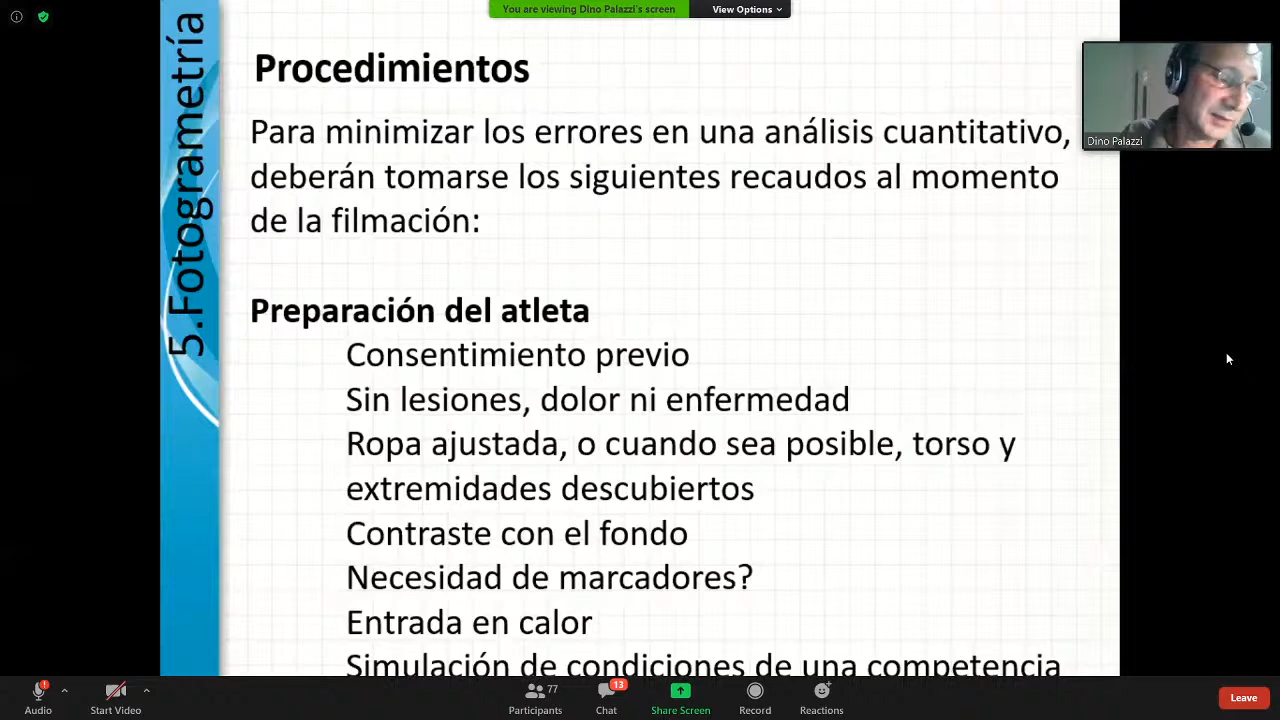 You are viewing Dino Palazzi's screen
View Options
5.Fotogrametría
Procedimientos
Para minimizar los errores en una análisis cuantitativo,
deberán tomarse los siguientes recaudos al momento
de la filmación:
Dino Palazzi
Preparación del atleta
Consentimiento previo
Sin lesiones, dolor ni enfermedad
Ropa ajustada, o cuando sea posible, torso y
extremidades descubiertos
Contraste con el fondo
Necesidad de marcadores?
Entrada en calor
Simulación de condiciones de una competencia
Audio
Start Video
77
Participants
13
Chat
Share Screen
Record
Reactions
Leave